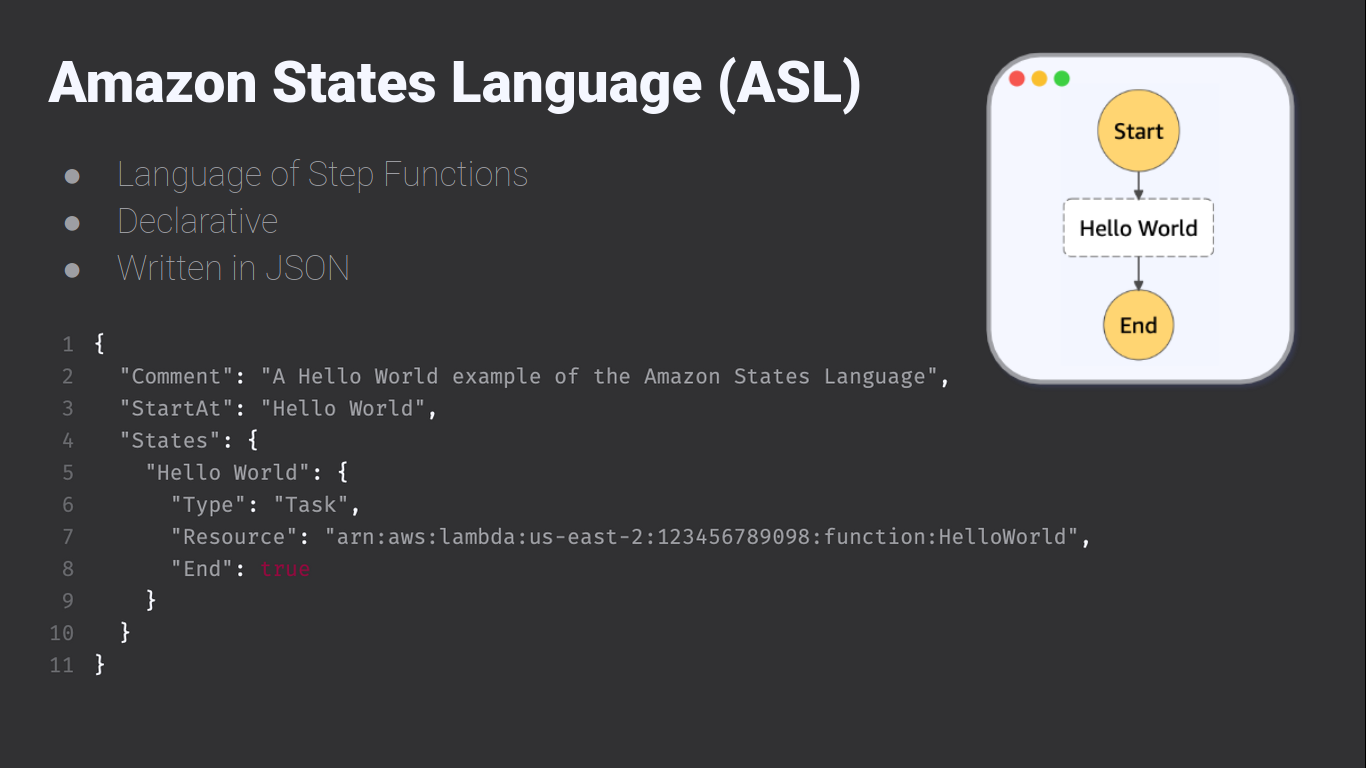 Amazon States Language (ASL)
● Language of Step Functions
● Declarative
● Written in JSON
Start
Hello World
End
1 {
2   "Comment": "A Hello World example of the Amazon States Language",
3   "StartAt": "Hello World",
4   "States": {
5     "Hello World": {
6       "Type": "Task",
7       "Resource": "arn:aws:lambda:us-east-2:123456789098:function:HelloWorld",
8       "End": true
9     }
10   }
11 }